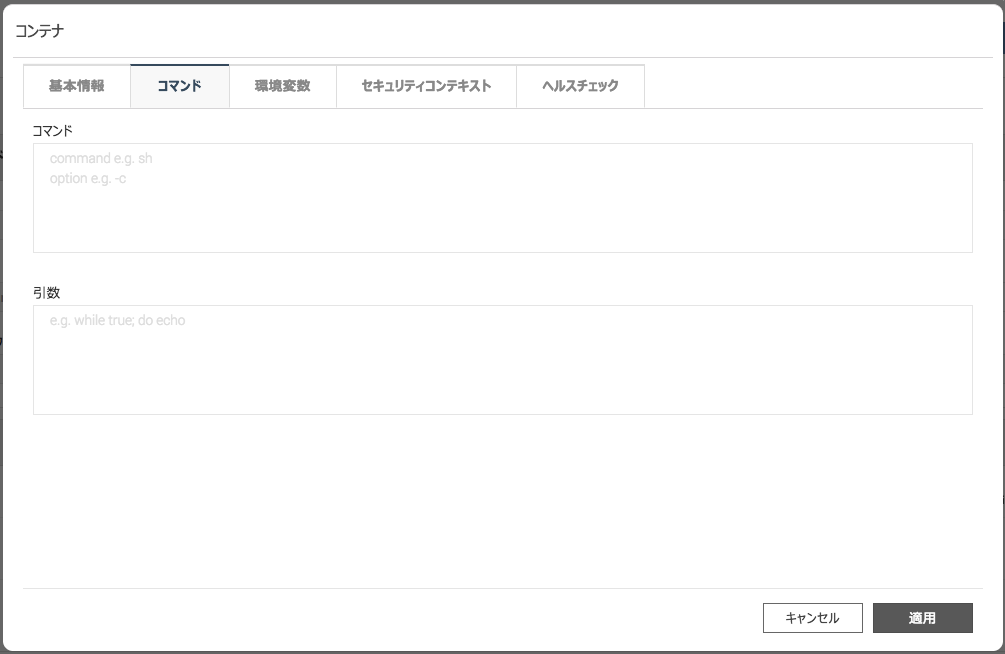 コンテナ
基本情報 コマンド 環境変数 セキュリティコンテキスト ヘルスチェック
コマンド
command e.g. sh
option e.g. -c
引数
e.g. while true; do echo
キャンセル 適用